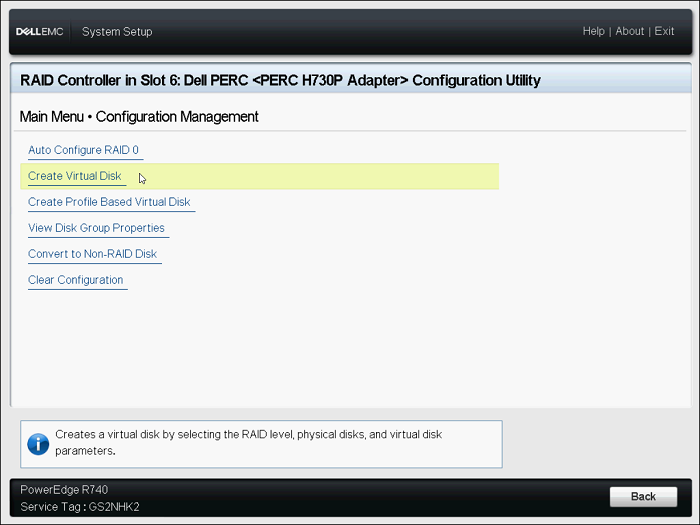 DELLEMC System Setup Help | About | Exit
RAID Controller in Slot 6: Dell PERC <PERC H730P Adapter> Configuration Utility
Main Menu • Configuration Management
Auto Configure RAID 0
Create Virtual Disk
Create Profile Based Virtual Disk
View Disk Group Properties
Convert to Non-RAID Disk
Clear Configuration
Creates a virtual disk by selecting the RAID level, physical disks, and virtual disk
parameters.
PowerEdge R740
Service Tag : GS2NHK2
Back